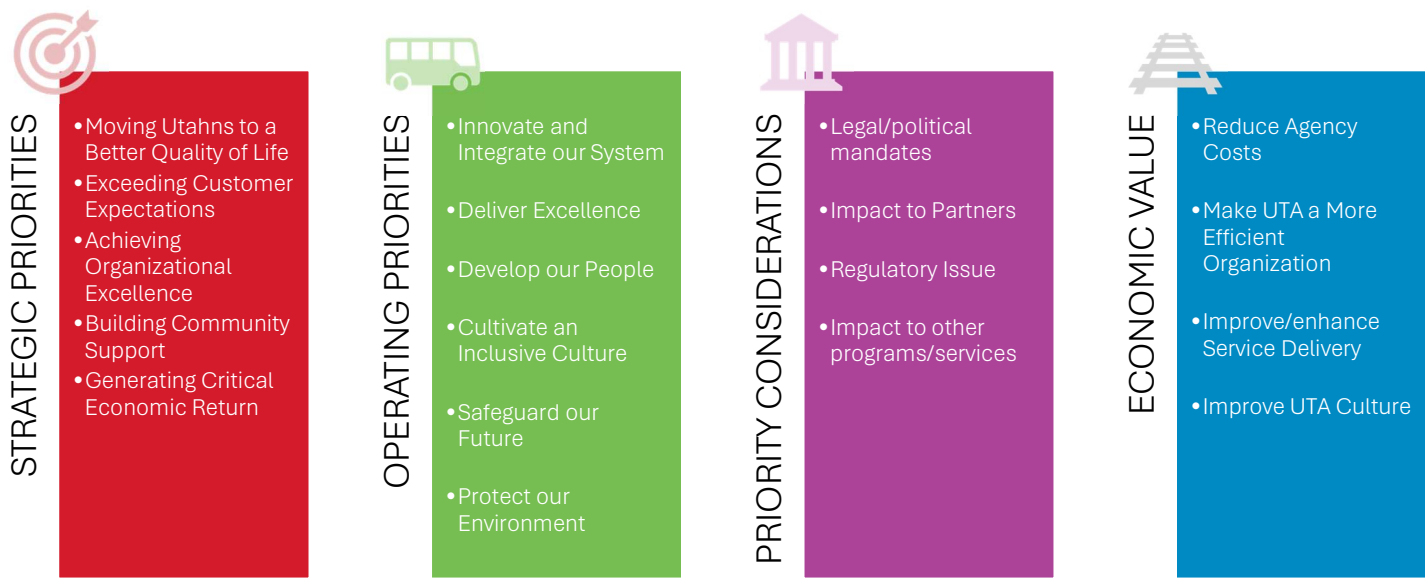 STRATEGIC PRIORITIES
•Moving Utahns to a
Better Quality of Life
•Exceeding Customer
Expectations
•Achieving
Organizational
Excellence
•Building Community
Support
•Generating Critical
Economic Return
OPERATING PRIORITIES
•Innovate and
Integrate our System
•Deliver Excellence
•Develop our People
•Cultivate an
Inclusive Culture
•Safeguard our
Future
•Protect our
Environment
PRIORITY CONSIDERATIONS
•Legal/political
mandates
•Impact to Partners
•Regulatory Issue
•Impact to other
programs/services
ECONOMIC VALUE
•Reduce Agency
Costs
•Make UTA a More
Efficient
Organization
•Improve/enhance
Service Delivery
•Improve UTA Culture